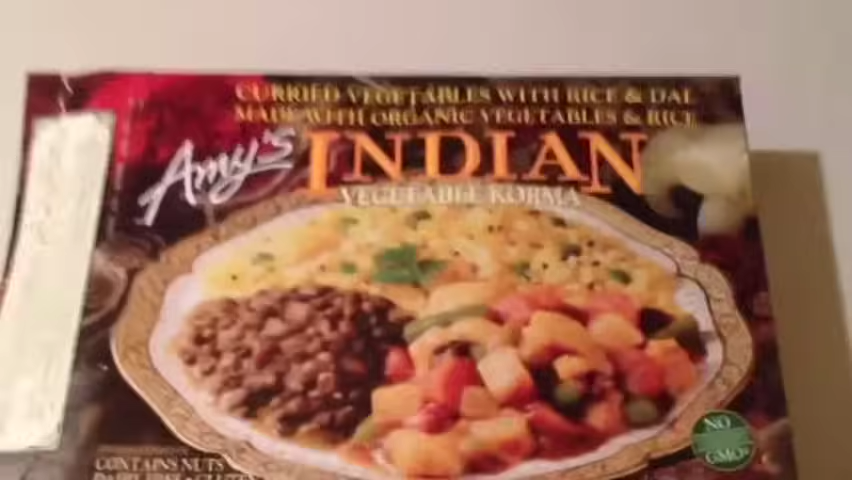 CURRIED VEGETABLES WITH RICE & DAL
MADE WITH ORGANIC VEGETABLES & RICE
Amy's INDIAN
VEGETABLE KORMA
NO
GMOs
CONTAINS NUTS